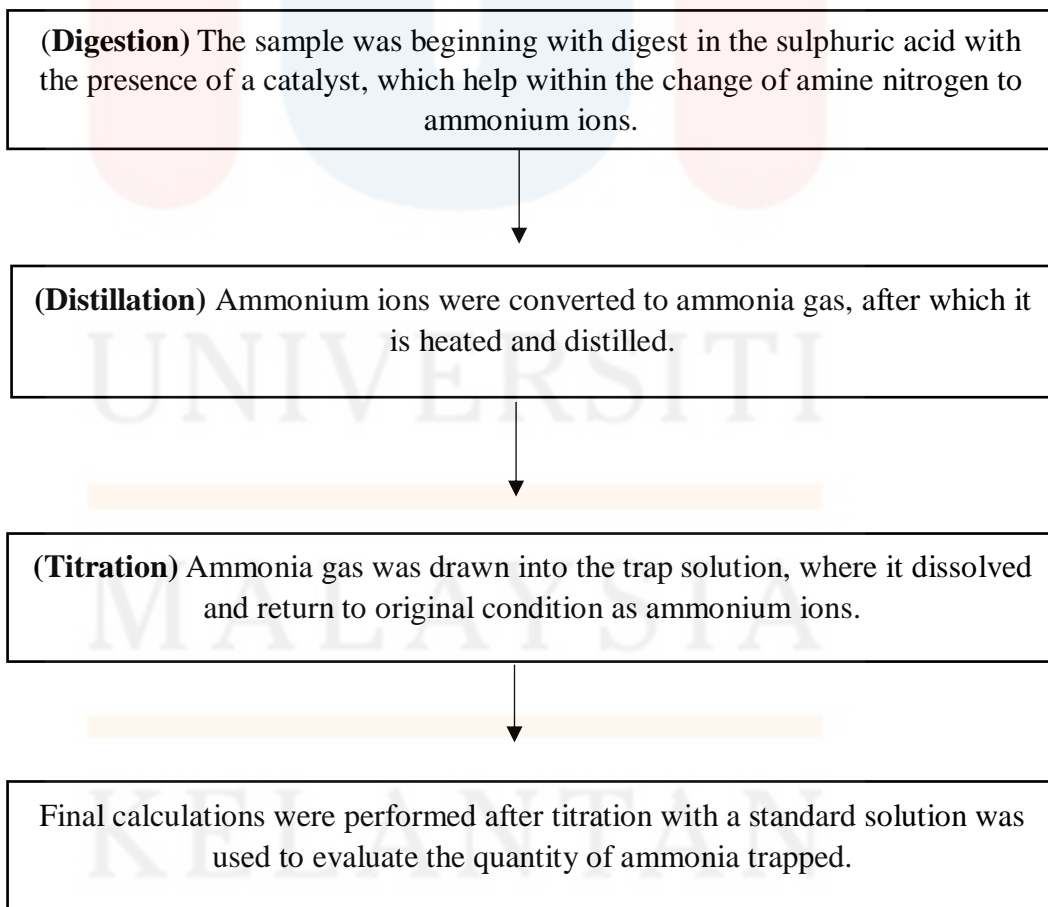 (Digestion) The sample was beginning with digest in the sulphuric acid with
the presence of a catalyst, which help within the change of amine nitrogen to
ammonium ions.
(Distillation) Ammonium ions were converted to ammonia gas, after which it
is heated and distilled.
UNIVERSITI
(Titration) Ammonia gas was drawn into the trap solution, where it dissolved
and return to original condition as ammonium ions.
MALAYSIA
Final calculations were performed after titration with a standard solution was
used to evaluate the quantity of ammonia trapped.
KELANTAN